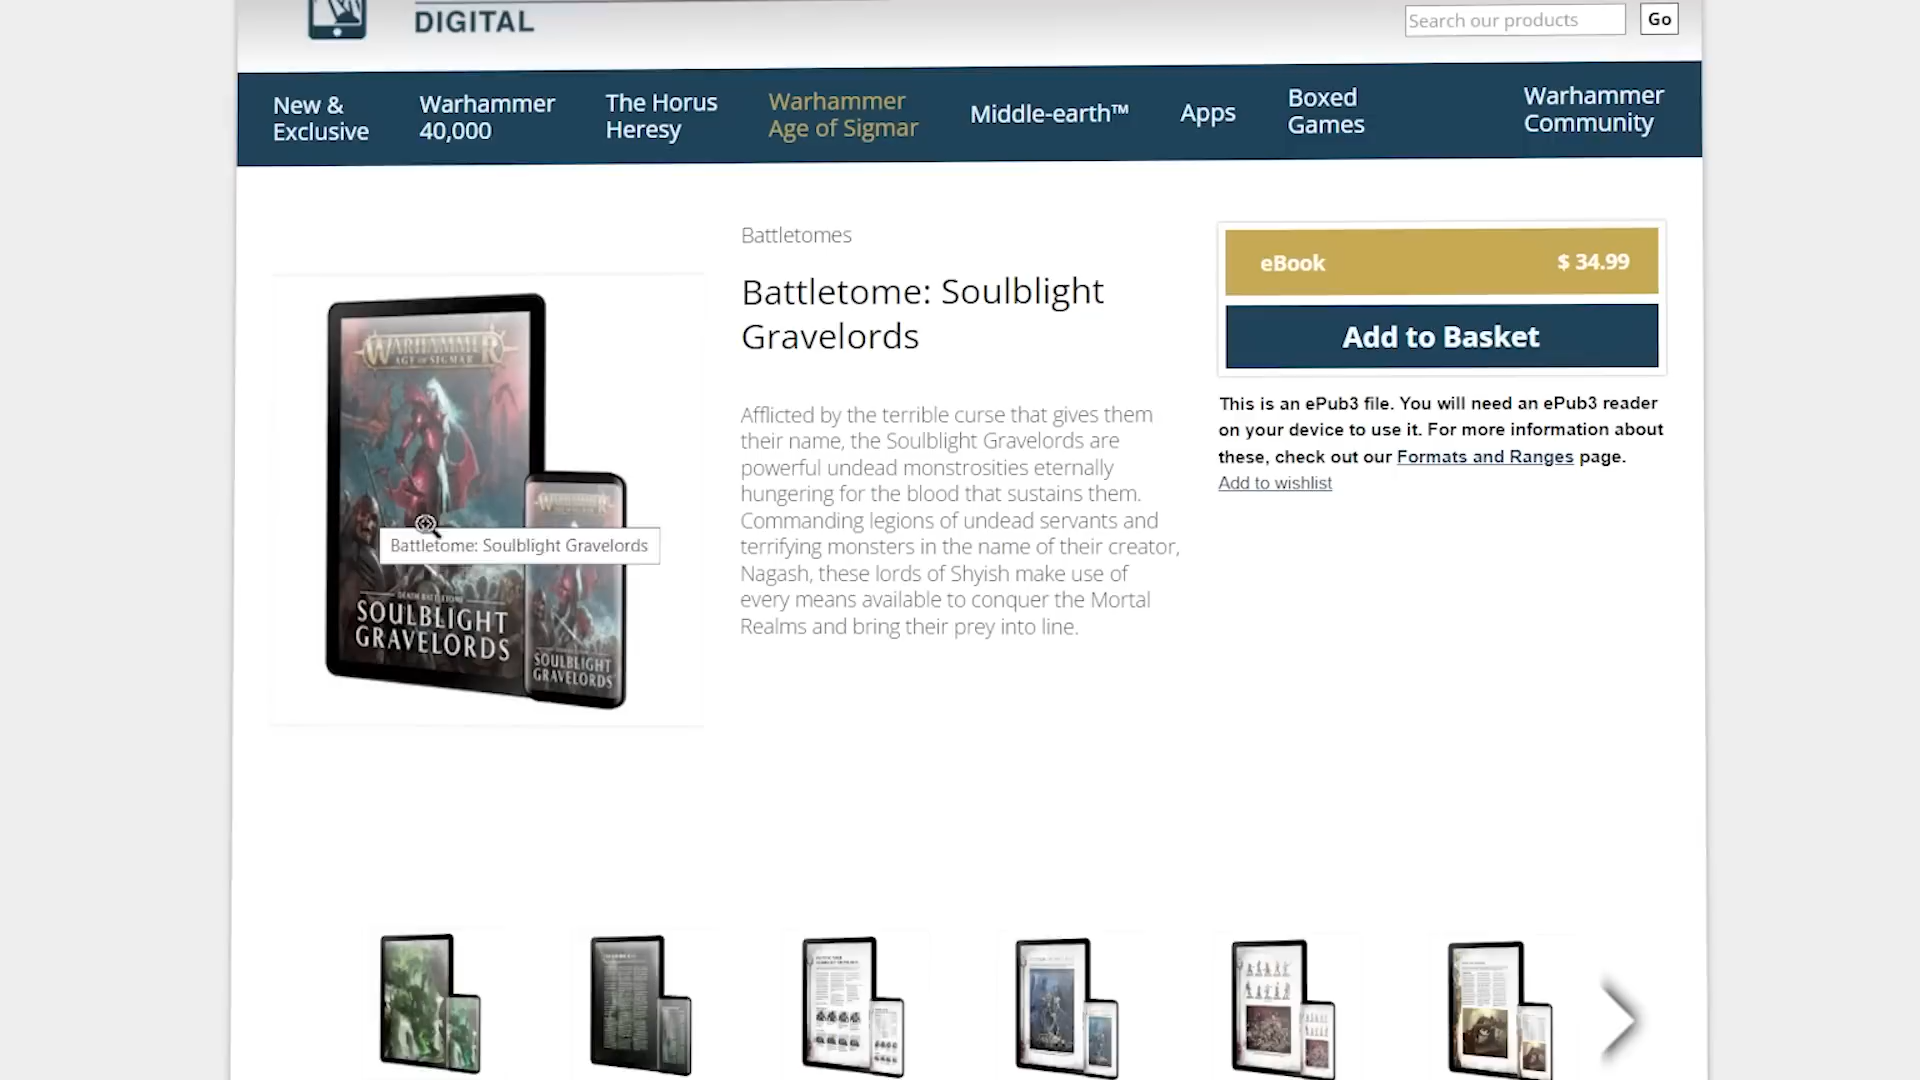 DIGITAL
Search our products
Go
New &
Exclusive
Warhammer
40,000
The Horus
Heresy
Warhammer
Age of Sigmar
Middle-earth™
Apps
Boxed
Games
Warhammer
Community
Battletomes
Battletome: Soulblight
Gravelords
Afflicted by the terrible curse that gives them
their name, the Soulblight Gravelords are
powerful undead monstrosities eternally
hungering for the blood that sustains them.
Commanding legions of undead servants and
terrifying monsters in the name of their creator,
Nagash, these lords of Shyish make use of
every means available to conquer the Mortal
Realms and bring their prey into line.
eBook
$ 34.99
Add to Basket
This is an ePub3 file. You will need an ePub3 reader
on your device to use it. For more information about
these, check out our Formats and Ranges page.
Add to wishlist
WARHAMMER
AGE OF SIGMAR
Battletome: Soulblight Gravelords
DEATH BATTLETOME
SOULBLIGHT
GRAVELORDS
WARHAMMER
SOULBLIGHT
GRAVELORDS